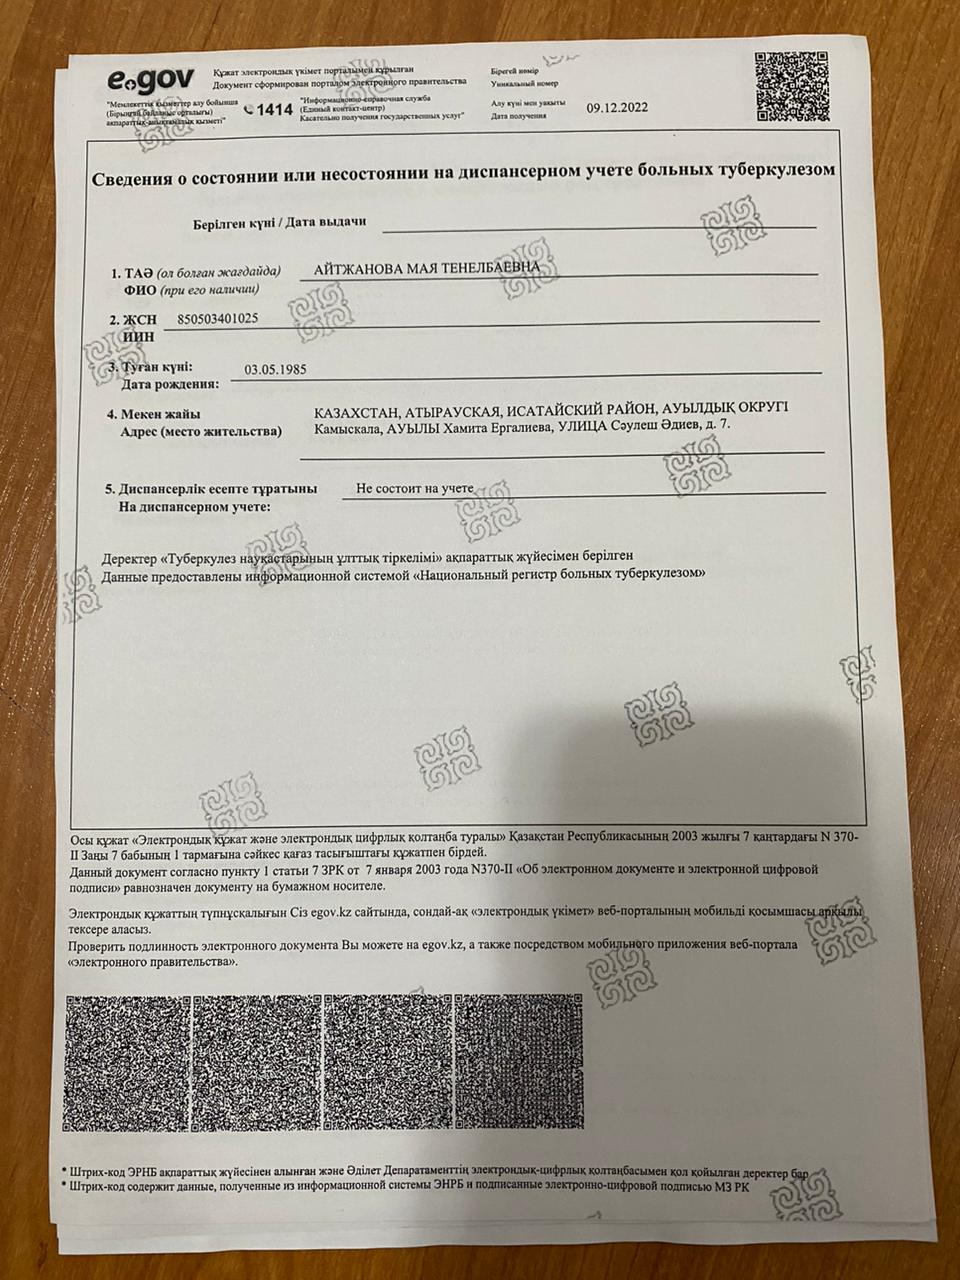 egov
Құжат электрондық үкімет порталымен құрылған
Документ сформирован порталом электронного правительства
"Мемлекеттік қызметтер алу бойынша
(Бірыңғай байланыс орталығы)
ақпараттық-анықтамалық қызметі"
1414
"Информационно-справочная служба
(Единый контакт-центр)
Касательно получения государственных услуг"
Бірегей нөмір
Уникальный номер
Алу күні мен уақыты
Дата получения
09.12.2022
Сведения о состоянии или несостоянии на диспансерном учете больных туберкулезом
Берілген күні / Дата выдачи
1. ТАӘ (ол болған жағдайда) АЙТЖАНОВА МАЯ ТЕНЕЛБАЕВНА
ФИО (при его наличии)
2. ЖСН 850503401025
ИИН
3. Туған күні: 03.05.1985
Дата рождения:
4. Мекен жайы КАЗАХСТАН, АТЫРАУСКАЯ, ИСАТАЙСКИЙ РАЙОН, АУЫЛДЫҚ ОКРУГІ
Адрес (место жительства) Камыскала, АУЫЛЫ Хамита Ергалиева, УЛИЦА Сәулеш Әдиев, д. 7.
5. Диспансерлік есепте тұратыны Не состоит на учете
На диспансерном учете:
Деректер «Туберкулез науқастарының ұлттық тіркелімі» ақпараттық жүйесімен берілген
Данные предоставлены информационной системой «Национальный регистр больных туберкулезом»
Осы құжат «Электрондық құжат және электрондық цифрлық қолтаңба туралы» Қазақстан Республикасының 2003 жылғы 7 қаңтардағы N 370-
II Заңы 7 бабының 1 тармағына сәйкес қағаз тасығыштағы құжатпен бірдей.
Данный документ согласно пункту 1 статьи 7 ЗРК от 7 января 2003 года N370-II «Об электронном документе и электронной цифровой
подписи» равнозначен документу на бумажном носителе.
Электрондық құжаттың түпнұсқалығын Сіз egov.kz сайтында, сондай-ақ «электрондық үкімет» веб-порталының мобильді қосымшасы арқылы
тексере аласыз.
Проверить подлинность электронного документа Вы можете на egov.kz, а также посредством мобильного приложения веб-портала
«электронного правительства».
* Штрих-код ЭРНБ ақпараттық жүйесінен алынған және Әділет Депараменттің электрондық-цифрлық қолтаңбасымен қол қойылған деректер бар
* Штрих-код содержит данные, полученные из информационной системы ЭНРБ и подписанные электронно-цифровой подписью МЗ РК